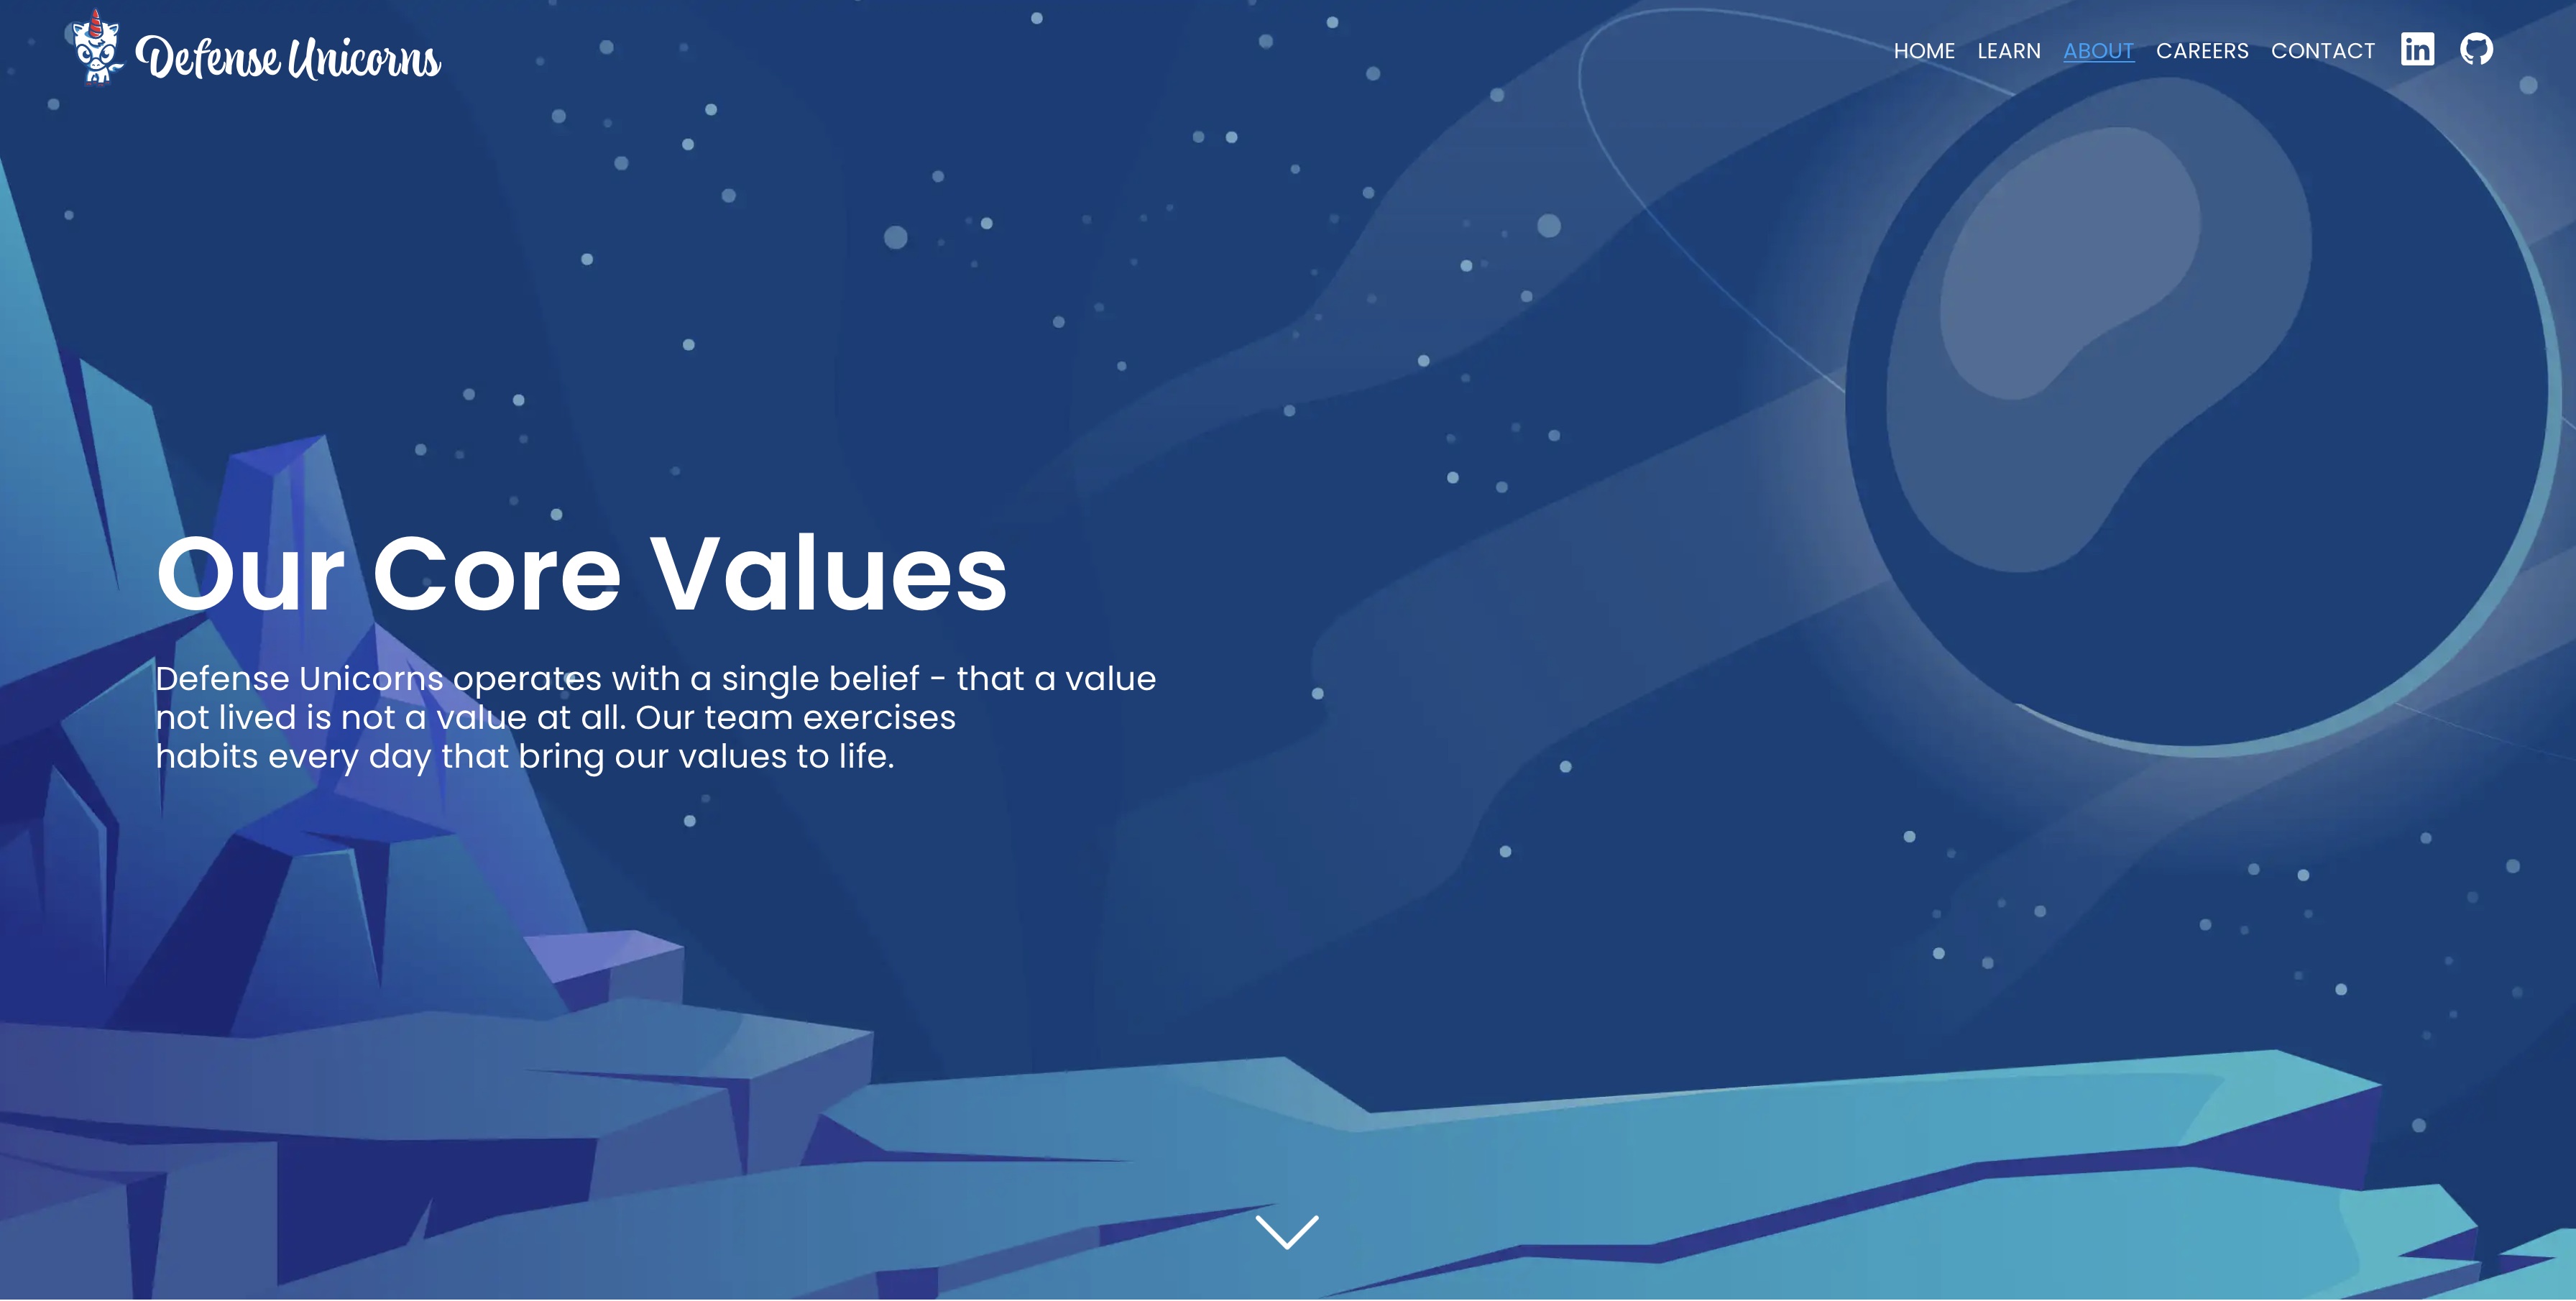 Defense Unicorns
HOME LEARN ABOUT CAREERS CONTACT in
Our Core Values
Defense Unicorns operates with a single belief - that a value
not lived is not a value at all. Our team exercises
habits every day that bring our values to life.